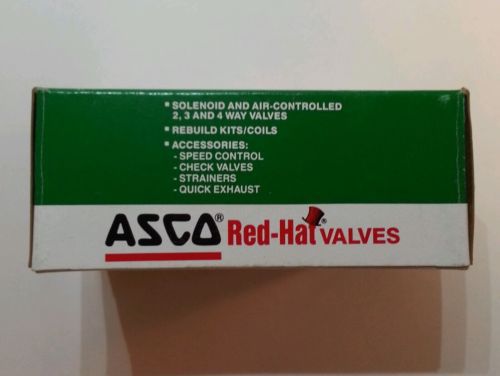 ▪ SOLENOID AND AIR-CONTROLLED
2, 3 AND 4 WAY VALVES
▪ REBUILD KITS/COILS
▪ ACCESSORIES:
- SPEED CONTROL
- CHECK VALVES
- STRAINERS
- QUICK EXHAUST
ASCO® Red-Hat® VALVES